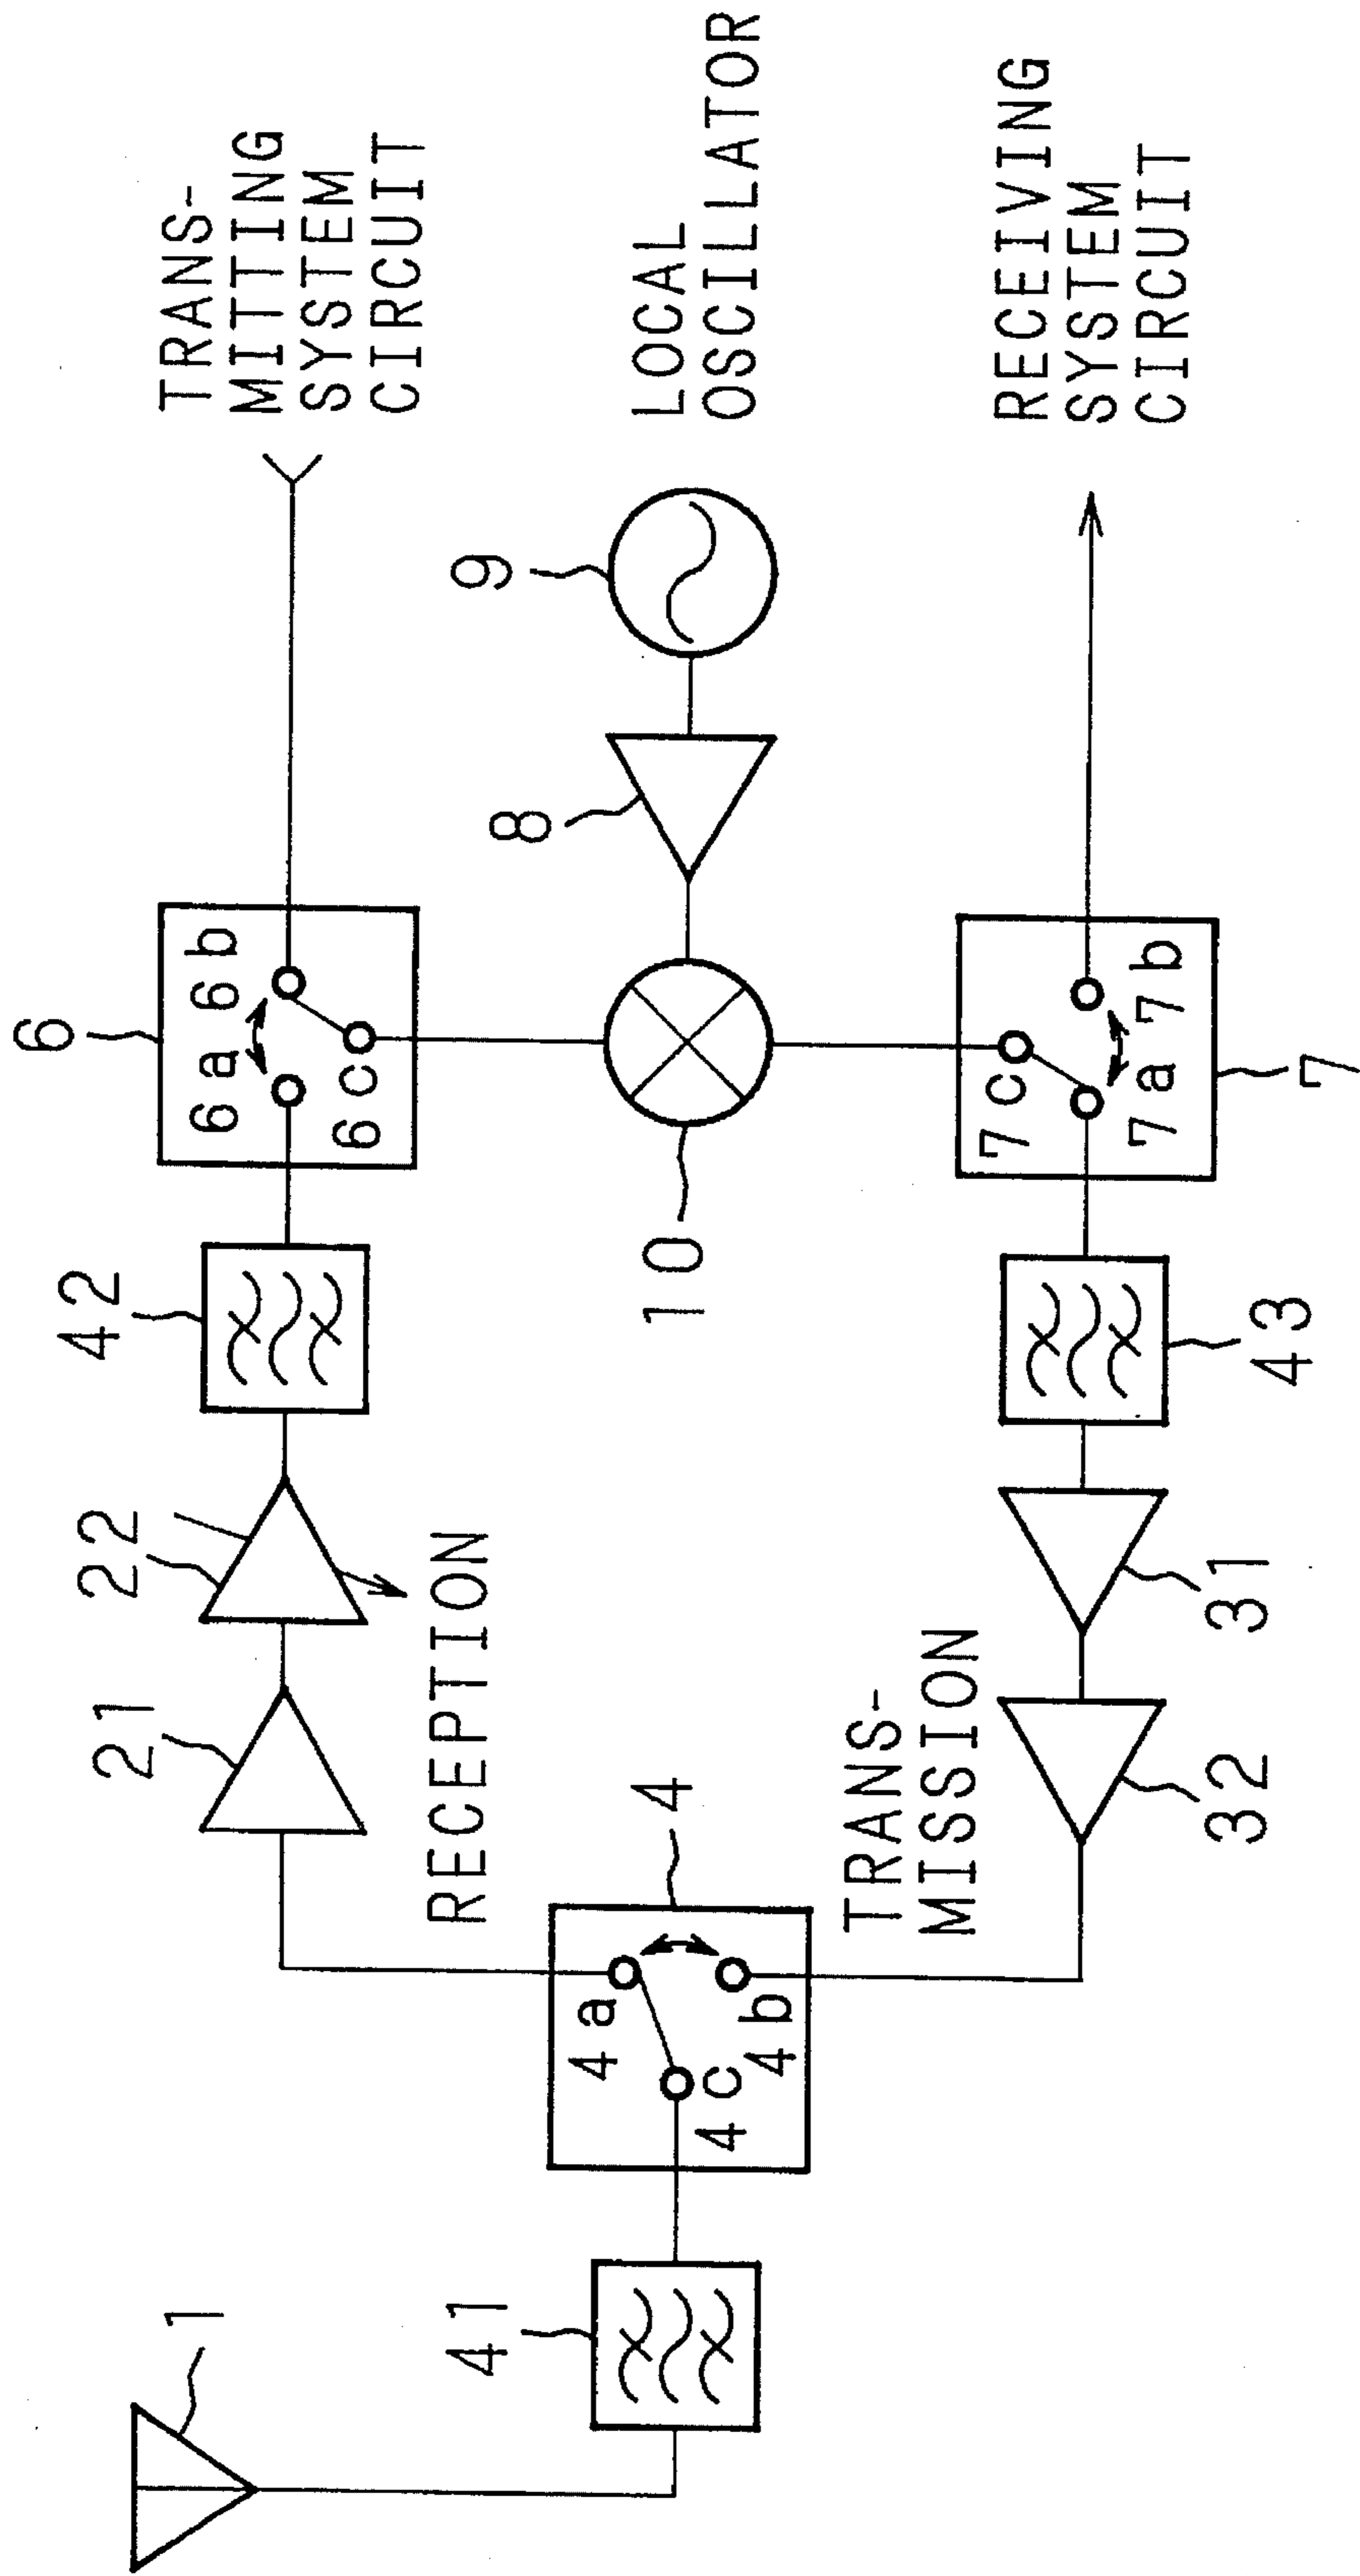 1
41
4
4a
4b
4c
RECEPTION
TRANS-
MISSION
21
22
42
6
6a
6b
6c
TRANS-
MITTING
SYSTEM
CIRCUIT
10
8
9
LOCAL
OSCILLATOR
32
31
43
7
7a
7b
7c
RECEIVING
SYSTEM
CIRCUIT